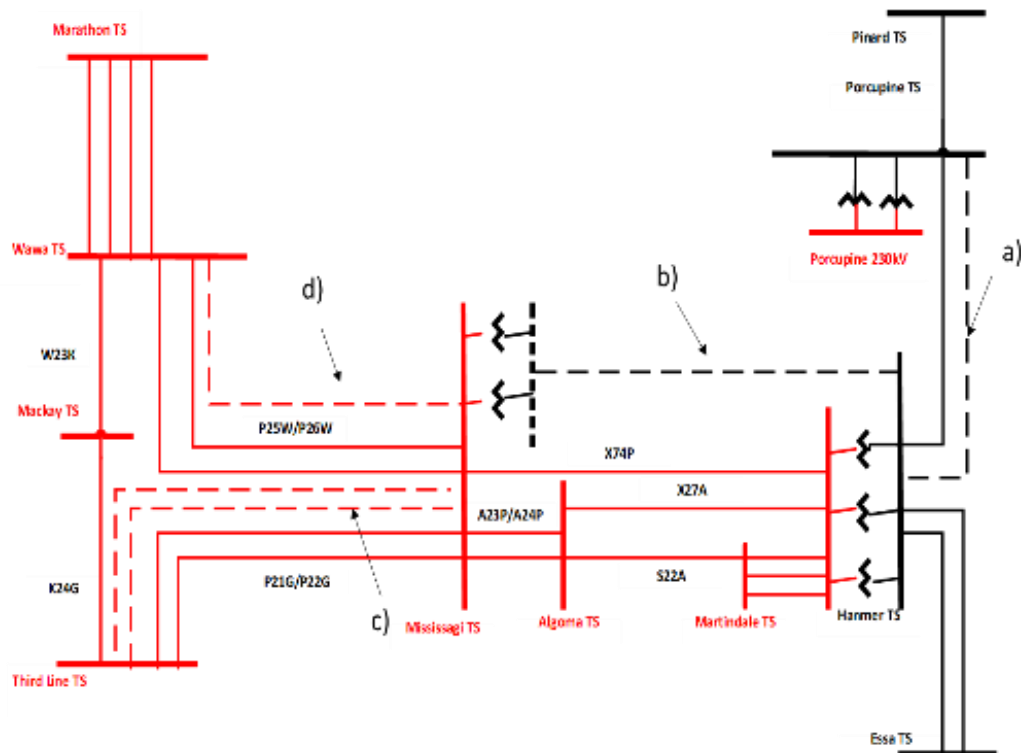 Marathon TS
Pinard TS
Porcupine TS
Wawa TS
Porcupine 230kV
a)
b)
d)
W23K
Mackay TS
P25W/P26W
X74P
X27A
A23P/A24P
K24G
P21G/P22G
S22A
c)
Mississagi TS
Algoma TS
Martindale TS
Hanmer TS
Third Line TS
Essa TS